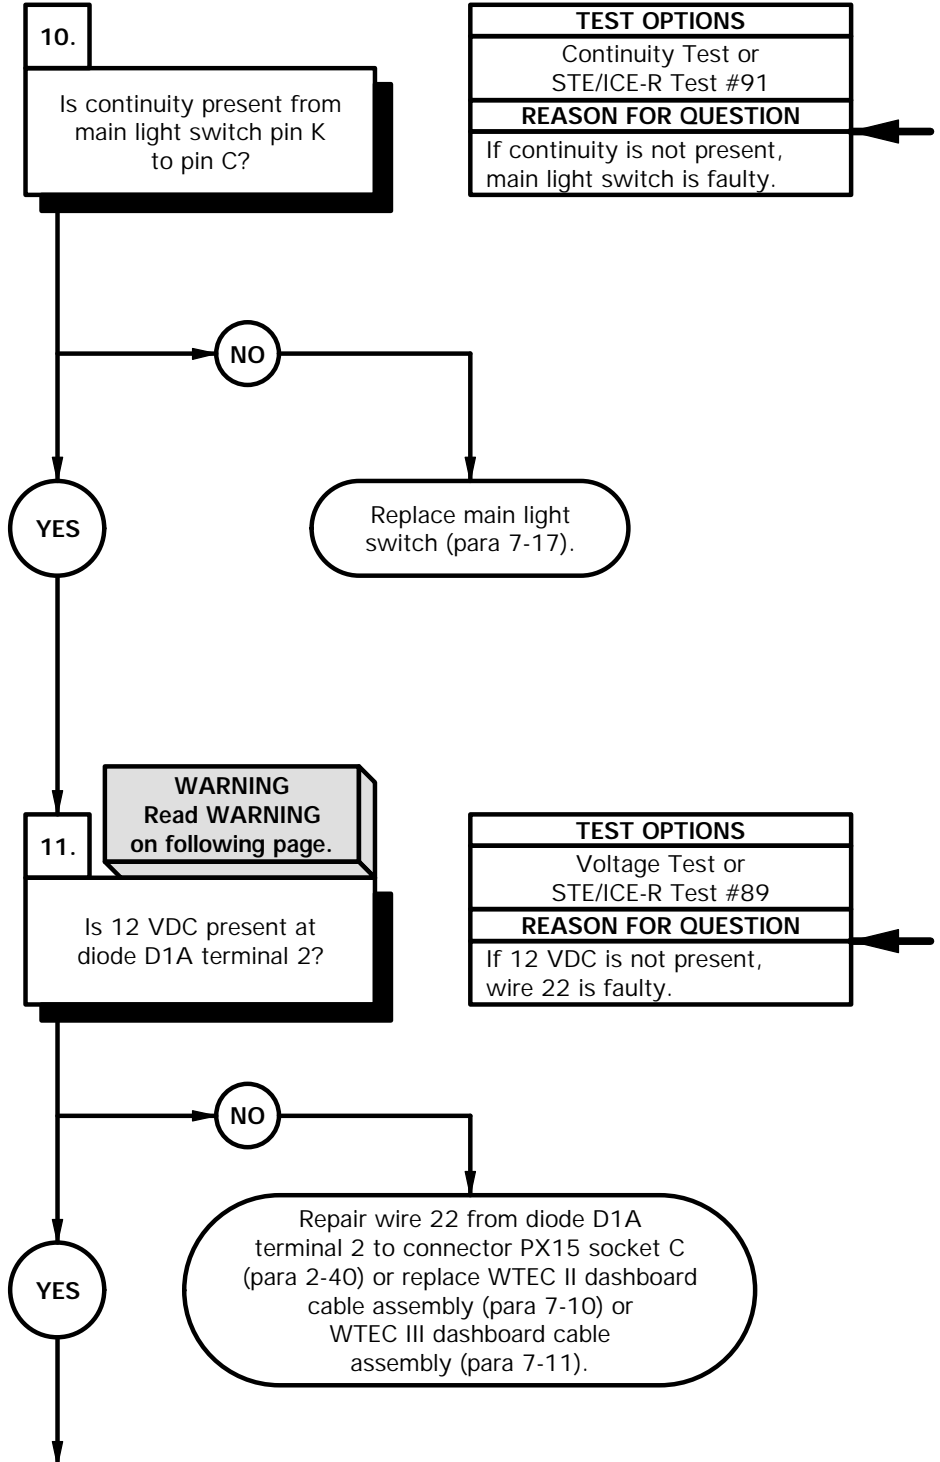 10.
Is continuity present from
main light switch pin K
to pin C?
TEST OPTIONS
Continuity Test or
STE/ICE-R Test #91
REASON FOR QUESTION
If continuity is not present,
main light switch is faulty.
NO
YES
Replace main light
switch (para 7-17).
WARNING
Read WARNING
on following page.
11.
Is 12 VDC present at
diode D1A terminal 2?
TEST OPTIONS
Voltage Test or
STE/ICE-R Test #89
REASON FOR QUESTION
If 12 VDC is not present,
wire 22 is faulty.
NO
YES
Repair wire 22 from diode D1A
terminal 2 to connector PX15 socket C
(para 2-40) or replace WTEC II dashboard
cable assembly (para 7-10) or
WTEC III dashboard cable
assembly (para 7-11).